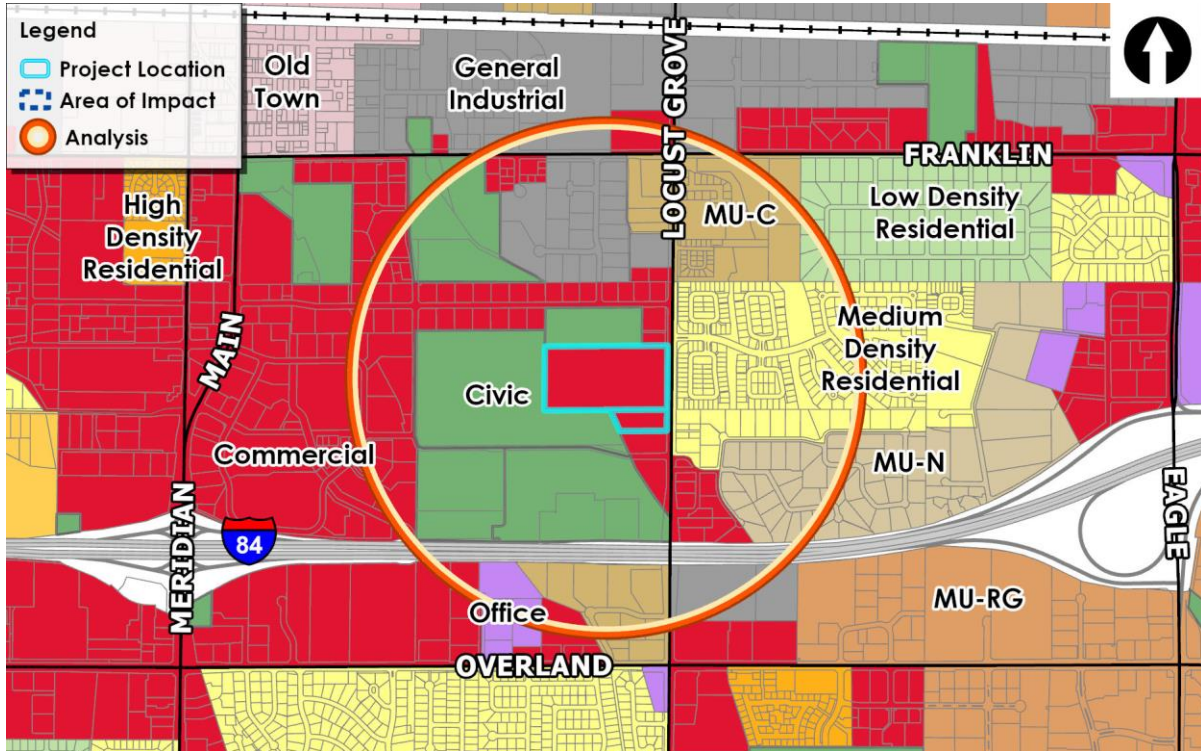 Legend
Project Location
Area of Impact
Analysis
Old
Town
General
Industrial
LOCUST GROVE
FRANKLIN
High
Density
Residential
MU-C
Low Density
Residential
MAIN
Medium
Density
Residential
Civic
Commercial
MU-N
EAGLE
84
MERIDIAN
Office
MU-RG
OVERLAND